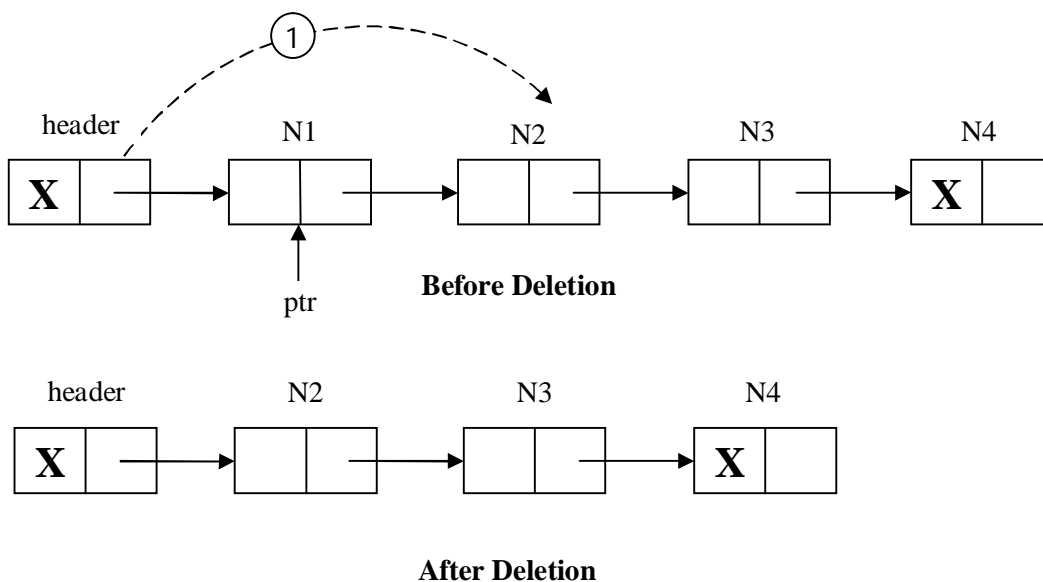 1
header N1 N2 N3 N4
X X
ptr
Before Deletion
header N2 N3 N4
X X
After Deletion